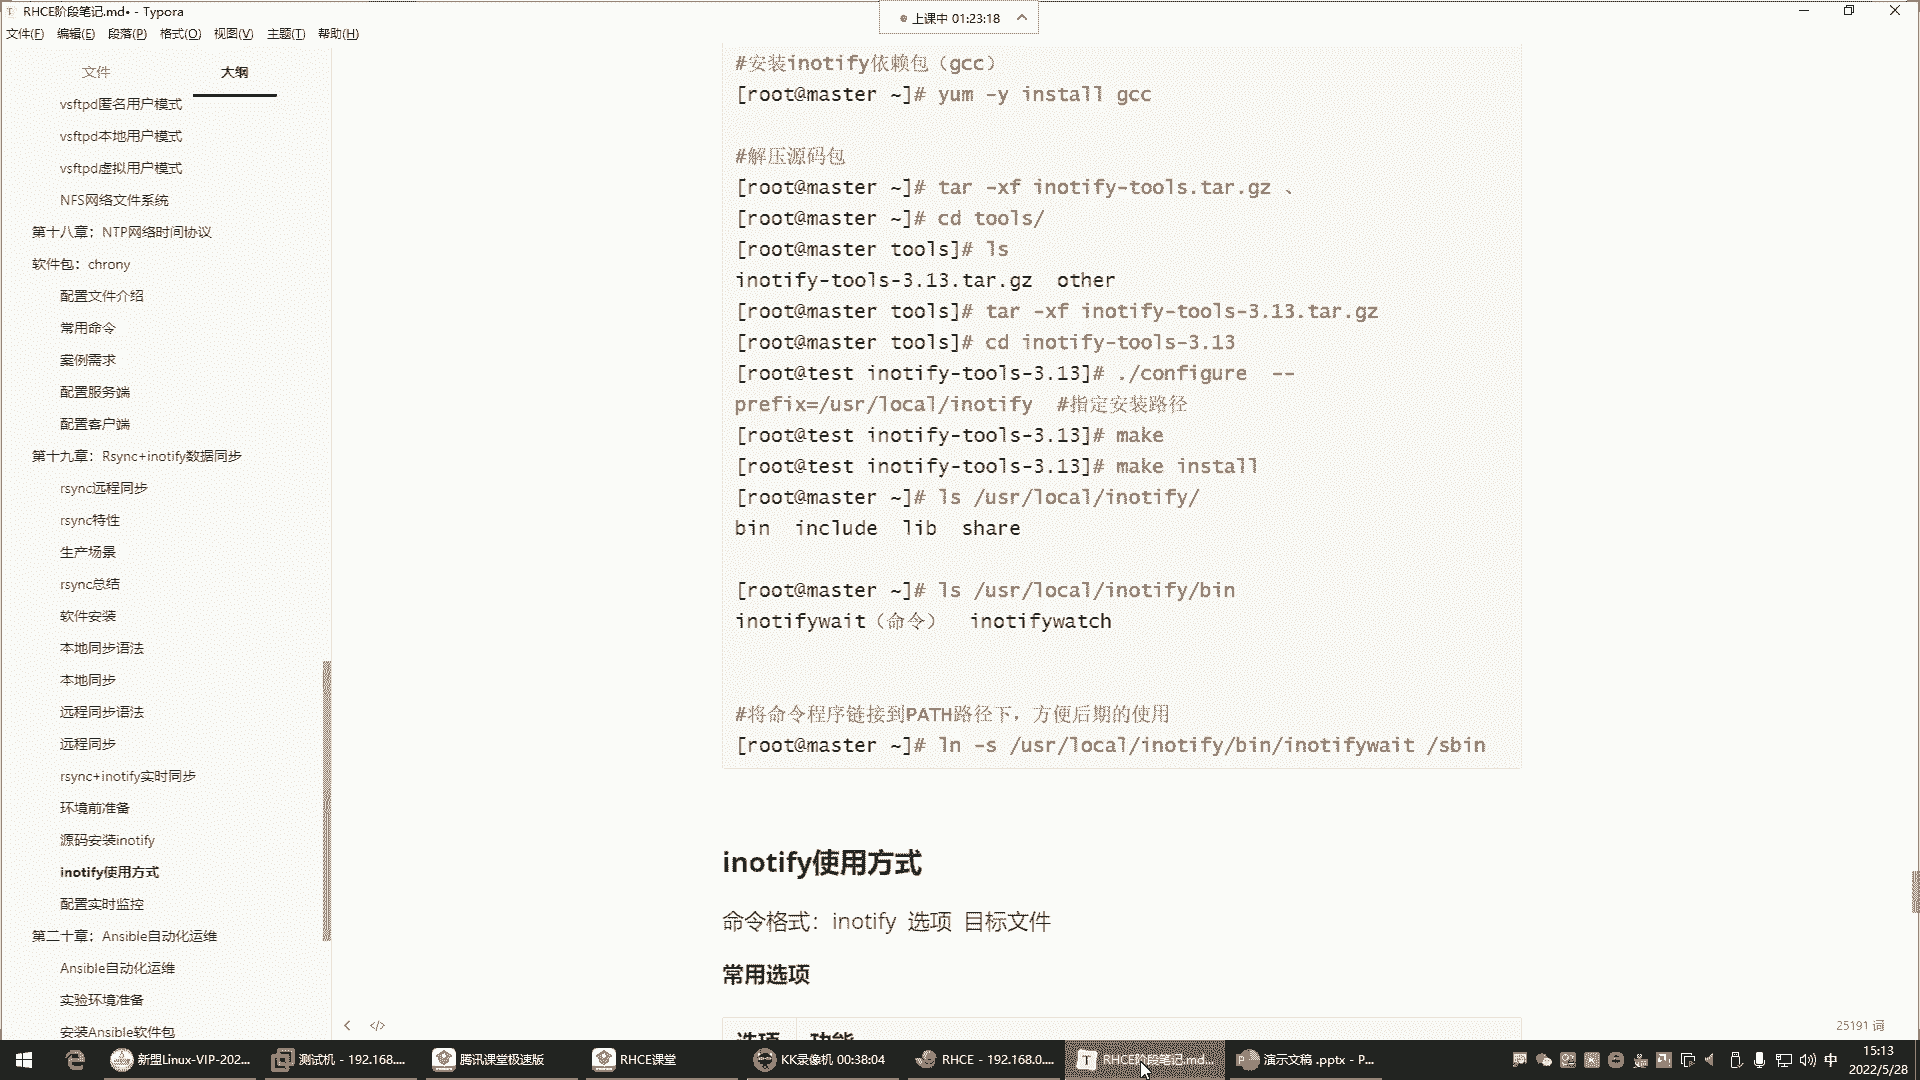 RHCE阶段笔记.md• - Typora
上课中 01:23:18
文件(F) 编辑(E) 段落(P) 格式(O) 视图(V) 主题(T) 帮助(H)
文件 大纲
vsftpd匿名用户模式
vsftpd本地用户模式
vsftpd虚拟用户模式
NFS网络文件系统
第十八章：NTP网络时间协议
软件包：chrony
配置文件介绍
常用命令
案例需求
配置服务端
配置客户端
第十九章：Rsync+inotify数据同步
rsync远程同步
rsync特性
生产场景
rsync总结
软件安装
本地同步语法
本地同步
远程同步语法
远程同步
rsync+inotify实时同步
环境前准备
源码安装inotify
inotify使用方式
配置实时监控
第二十章：Ansible自动化运维
Ansible自动化运维
实验环境准备
安装Ansible软件包
#安装inotify依赖包（gcc）
[root@master ~]# yum -y install gcc
#解压源码包
[root@master ~]# tar -xf inotify-tools.tar.gz 、
[root@master ~]# cd tools/
[root@master tools]# ls
inotify-tools-3.13.tar.gz  other
[root@master tools]# tar -xf inotify-tools-3.13.tar.gz
[root@master tools]# cd inotify-tools-3.13
[root@test inotify-tools-3.13]# ./configure  --
prefix=/usr/local/inotify  #指定安装路径
[root@test inotify-tools-3.13]# make
[root@test inotify-tools-3.13]# make install
[root@master ~]# ls /usr/local/inotify/
bin  include  lib  share
[root@master ~]# ls /usr/local/inotify/bin
inotifywait（命令）  inotifywatch
#将命令程序链接到PATH路径下，方便后期的使用
[root@master ~]# ln -s /usr/local/inotify/bin/inotifywait /sbin
inotify使用方式
命令格式：inotify 选项 目标文件
常用选项
选项 功能
25191 词
新盟Linux-VIP-202... 测试机 - 192.168.... 腾讯课堂极速版 RHCE课堂 KK录像机 00:38:04 RHCE - 192.168.0.... RHCE阶段笔记.md... 演示文稿 .pptx - P... 中
15:13
2022/5/28